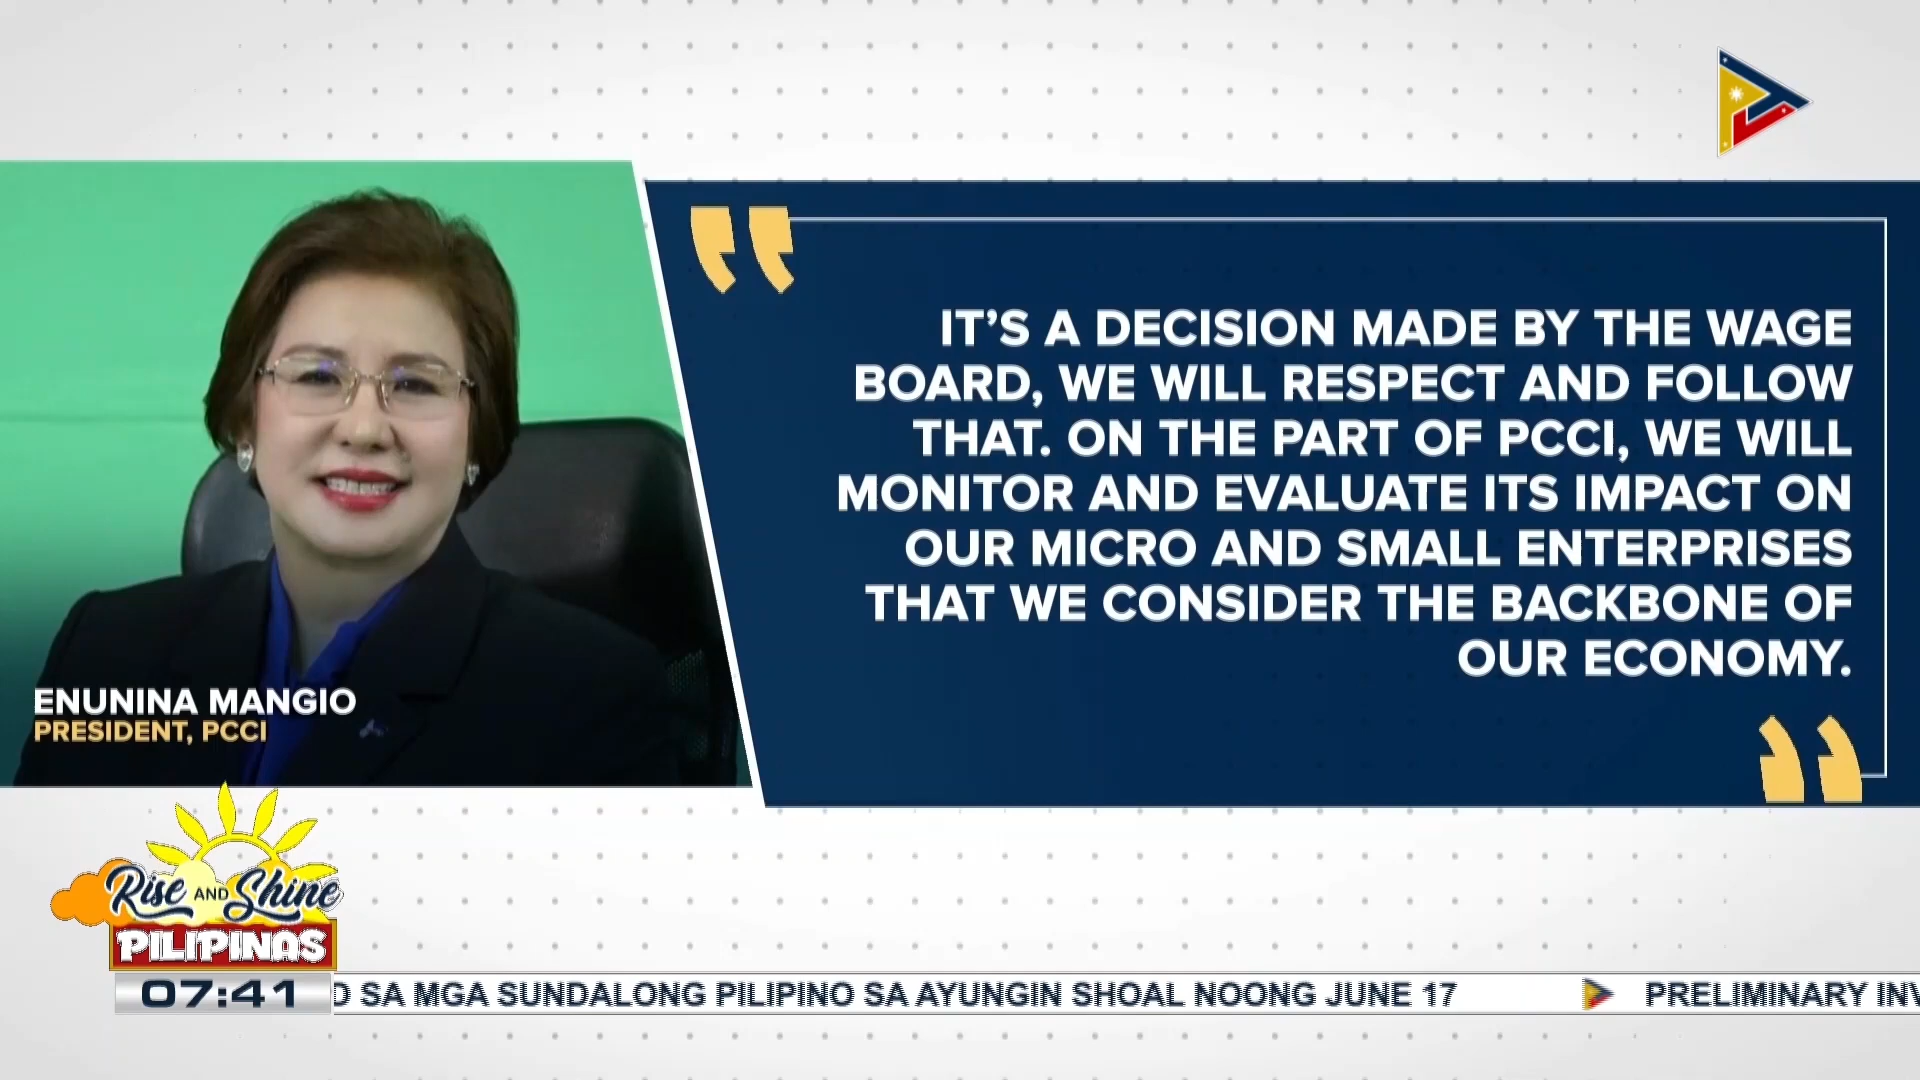 IT'S A DECISION MADE BY THE WAGE
BOARD, WE WILL RESPECT AND FOLLOW
THAT. ON THE PART OF PCCI, WE WILL
MONITOR AND EVALUATE ITS IMPACT ON
OUR MICRO AND SMALL ENTERPRISES
THAT WE CONSIDER THE BACKBONE OF
OUR ECONOMY.
ENUNINA MANGIO
PRESIDENT, PCCI
Rise AND Shine
PILIPINAS
07:41
SA MGA SUNDALONG PILIPINO SA AYUNGIN SHOAL NOONG JUNE 17
PRELIMINARY